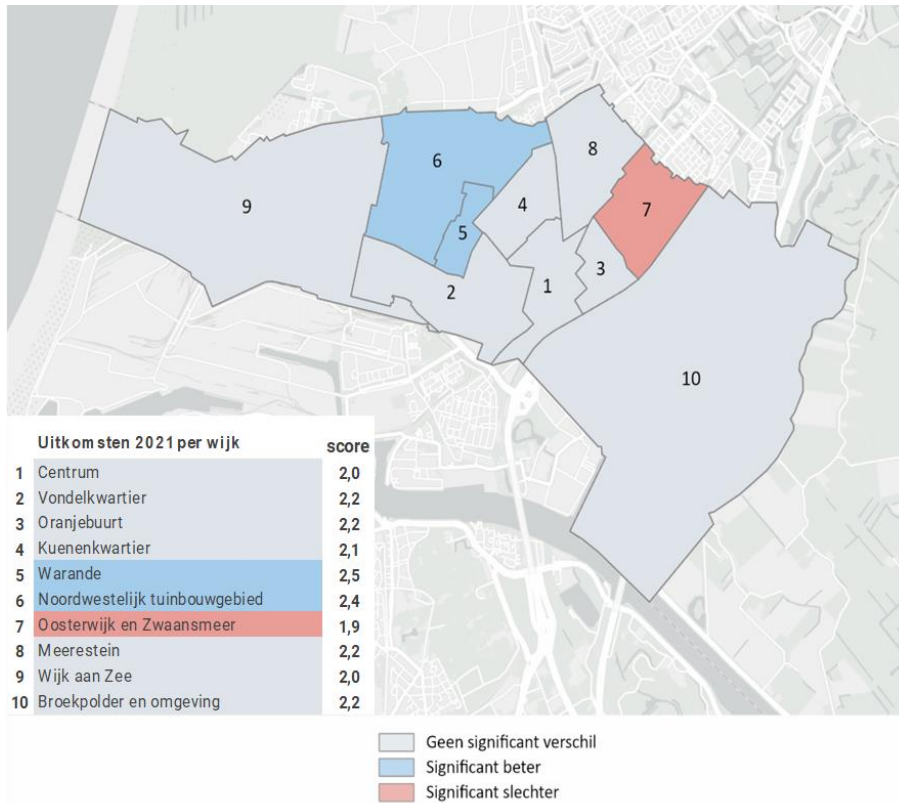 6
8
9
4
7
5
3
1
2
10
Uitkomsten 2021 per wijk score
1 Centrum 2,0
2 Vondelkwartier 2,2
3 Oranjebuurt 2,2
4 Kuenenkwartier 2,1
5 Warande 2,5
6 Noordwestelijk tuinbouwgebied 2,4
7 Oosterwijk en Zwaansmeer 1,9
8 Meerestein 2,2
9 Wijk aan Zee 2,0
10 Broekpolder en omgeving 2,2
Geen significant verschil
Significant beter
Significant slechter